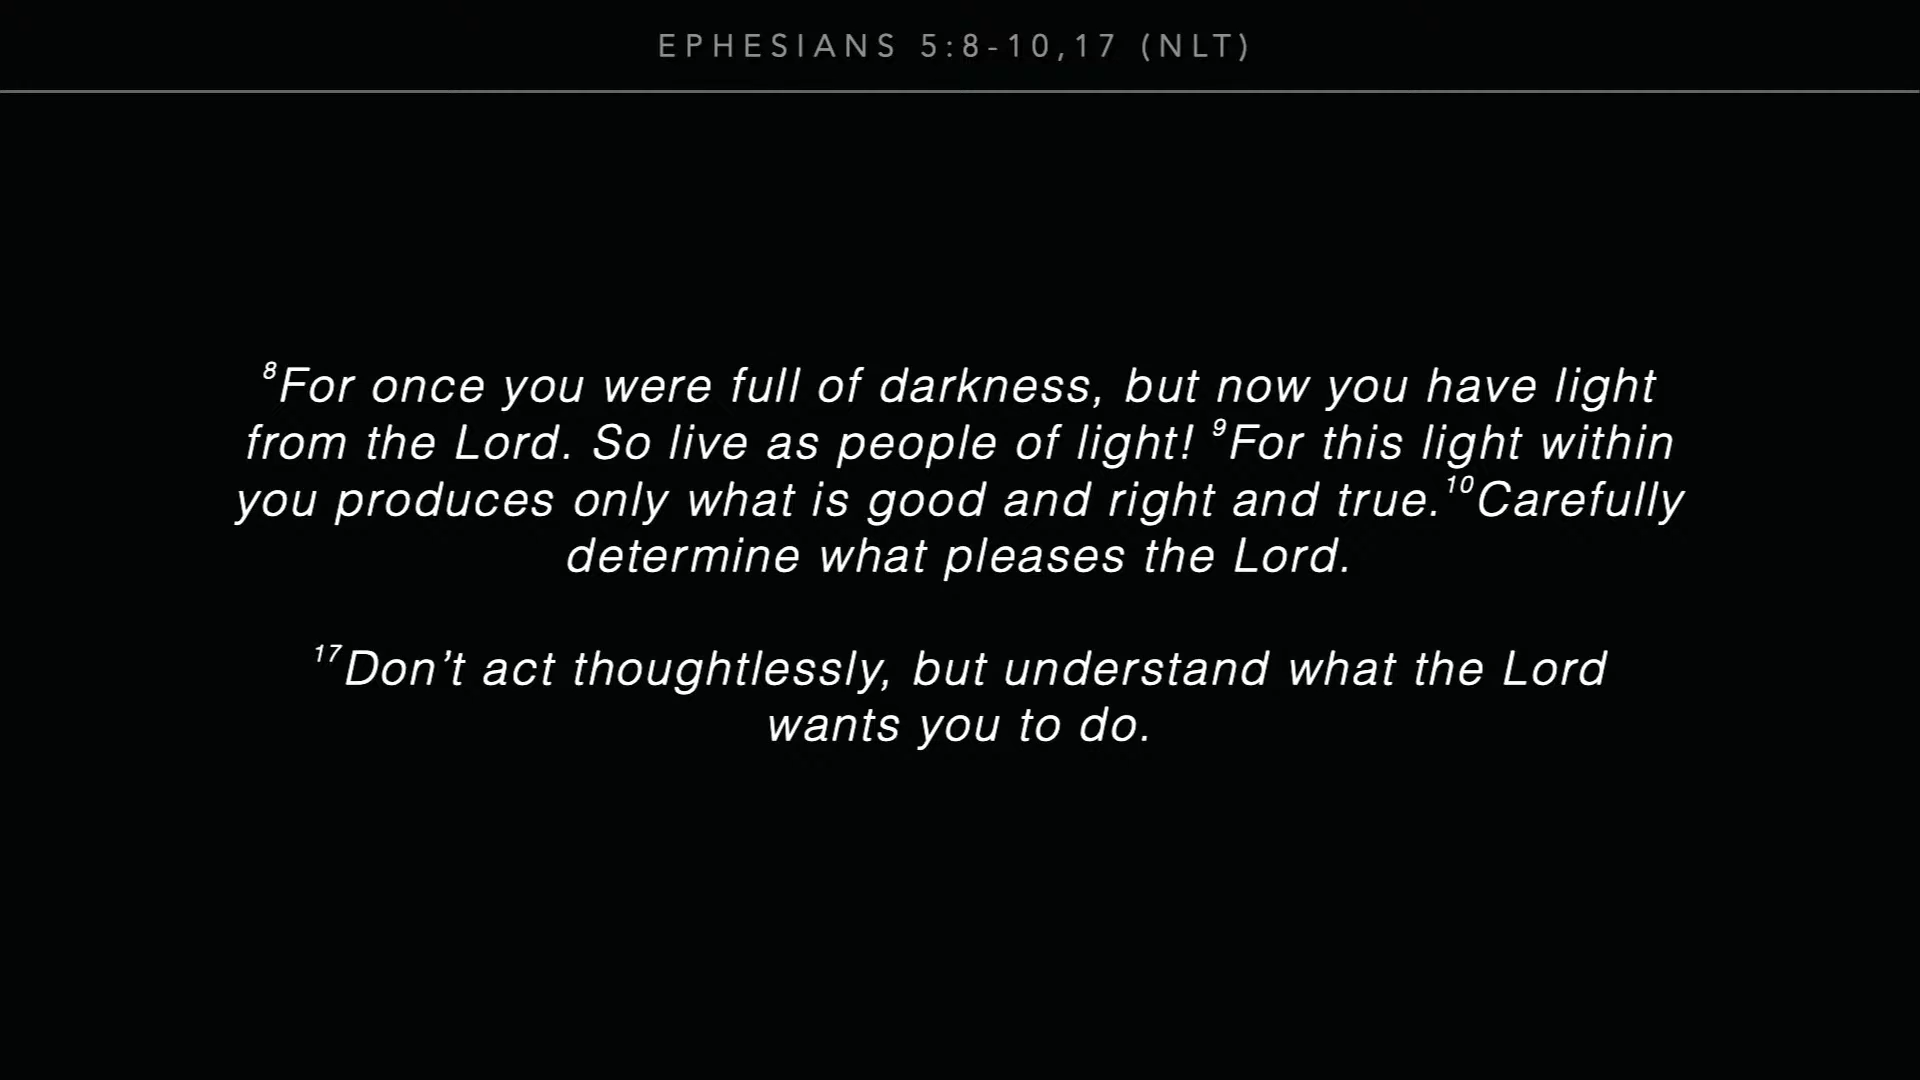 EPHESIANS 5:8-10,17 (NLT)
⁸For once you were full of darkness, but now you have light
from the Lord. So live as people of light! ⁹For this light within
you produces only what is good and right and true.¹⁰Carefully
determine what pleases the Lord.
¹⁷Don’t act thoughtlessly, but understand what the Lord
wants you to do.